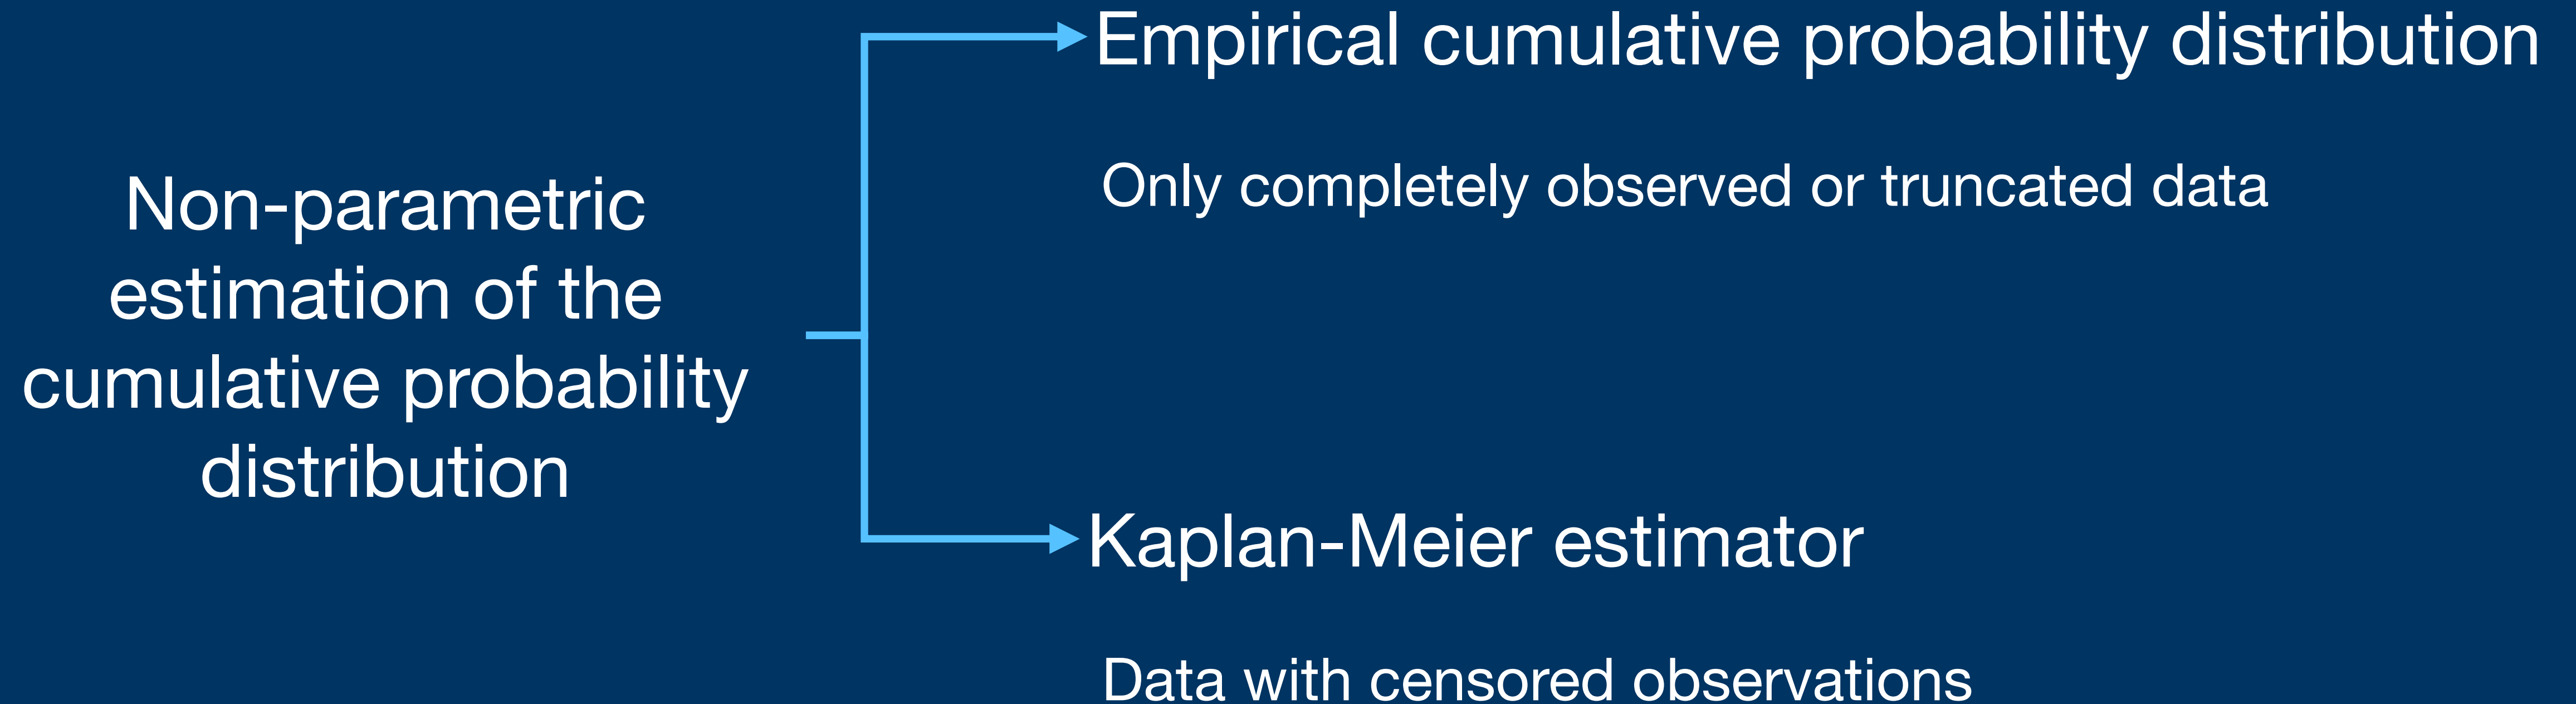 Non-parametric
estimation of the
cumulative probability
distribution
Empirical cumulative probability distribution
Only completely observed or truncated data
Kaplan-Meier estimator
Data with censored observations